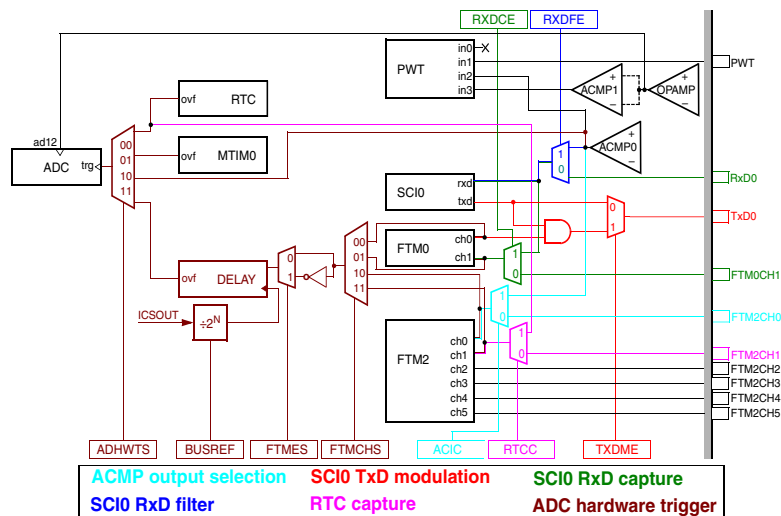 RXDCE RXDFE
PWT in0
in1
in2
in3
ACMP1 + −
OPAMP + −
PWT
ovf RTC
ad12
ADC trg
00
01
10
11
ovf MTIM0
ACMP0 + −
1
0
SCI0 rxd
txd
RxD0
0
1
TxD0
FTM0 ch0
ch1
1
0
FTM0CH1
00
01
10
11
0
1
ovf DELAY
ICSOUT ÷2N
1
0
FTM2CH0
FTM2 ch0
ch1
ch2
ch3
ch4
ch5
1
0
FTM2CH1
FTM2CH2
FTM2CH3
FTM2CH4
FTM2CH5
ADHWTS BUSREF FTMES FTMCHS ACIC RTCC TXDME
ACMP output selection SCI0 TxD modulation SCI0 RxD capture
SCI0 RxD filter RTC capture ADC hardware trigger